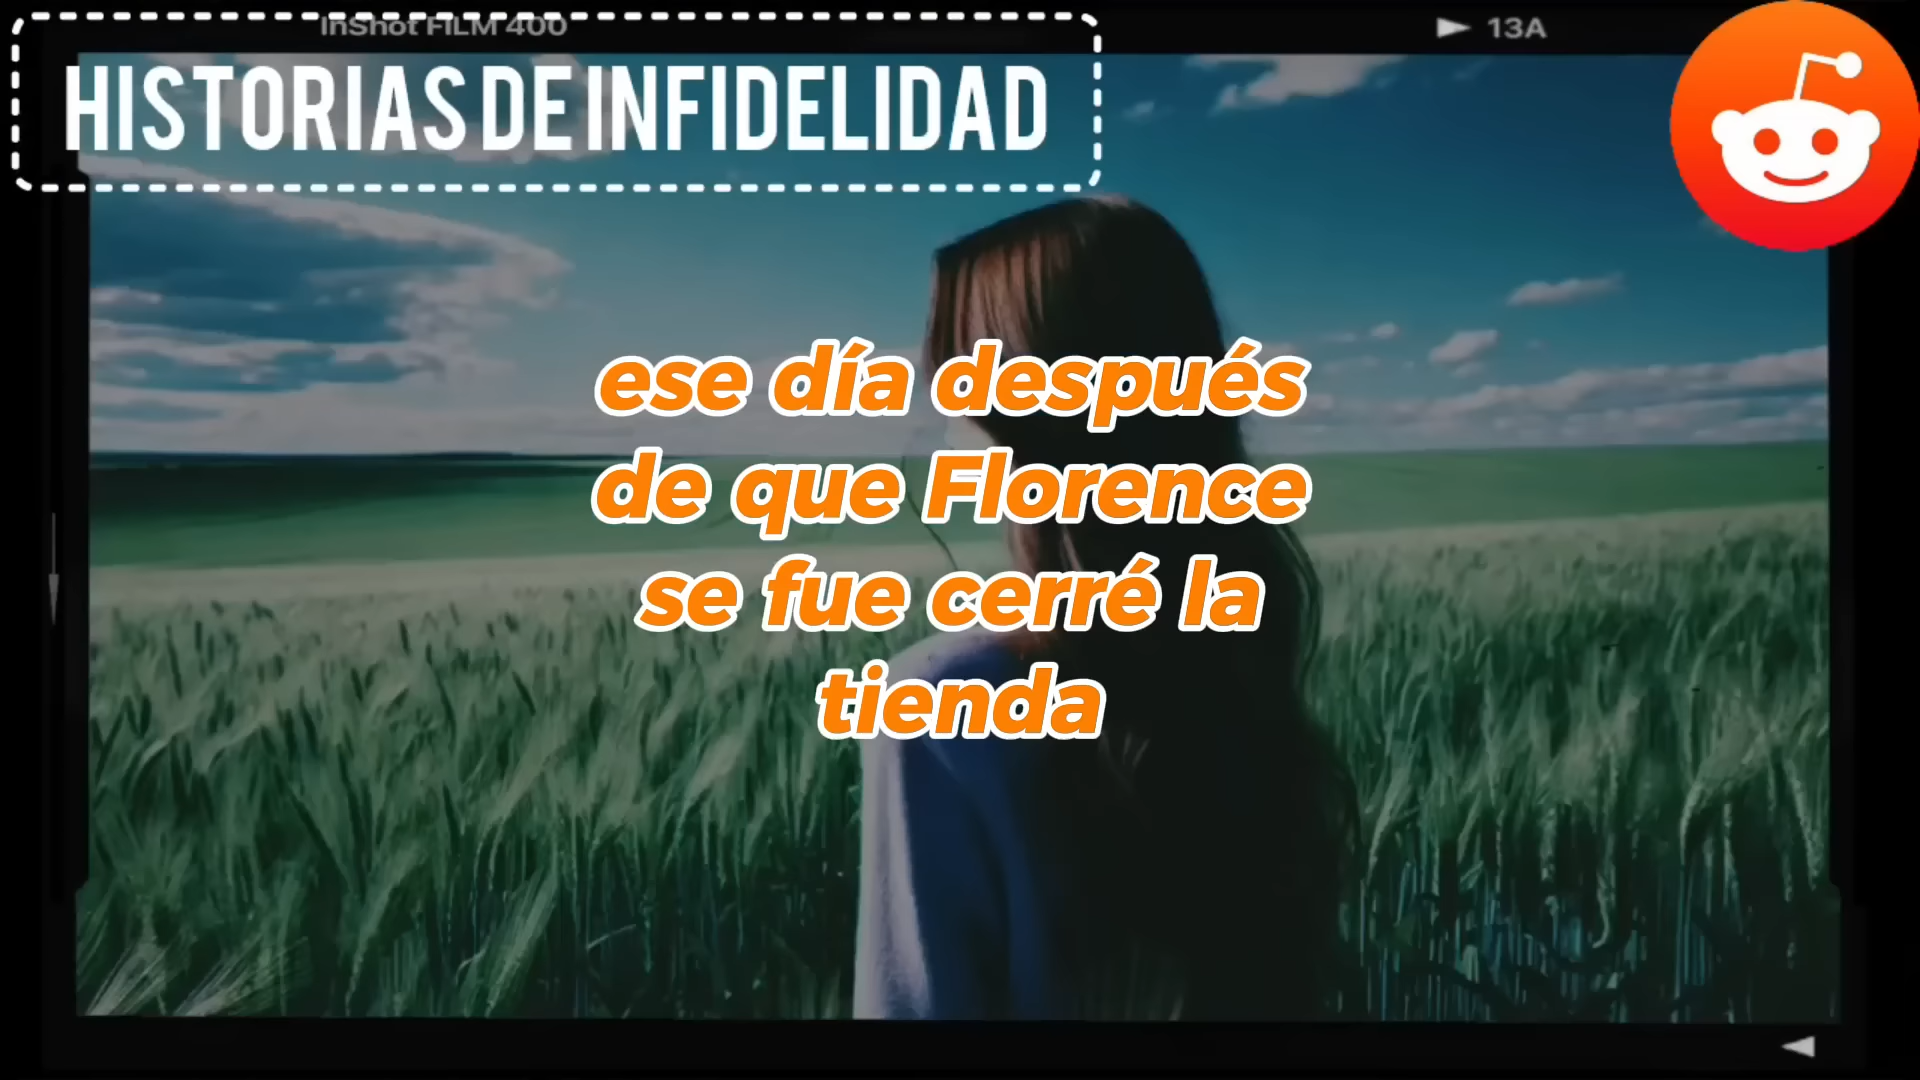 InShot FILM 400
13A
HISTORIAS DE INFIDELIDAD
ese día después
de que Florence
se fue cerré la
tienda